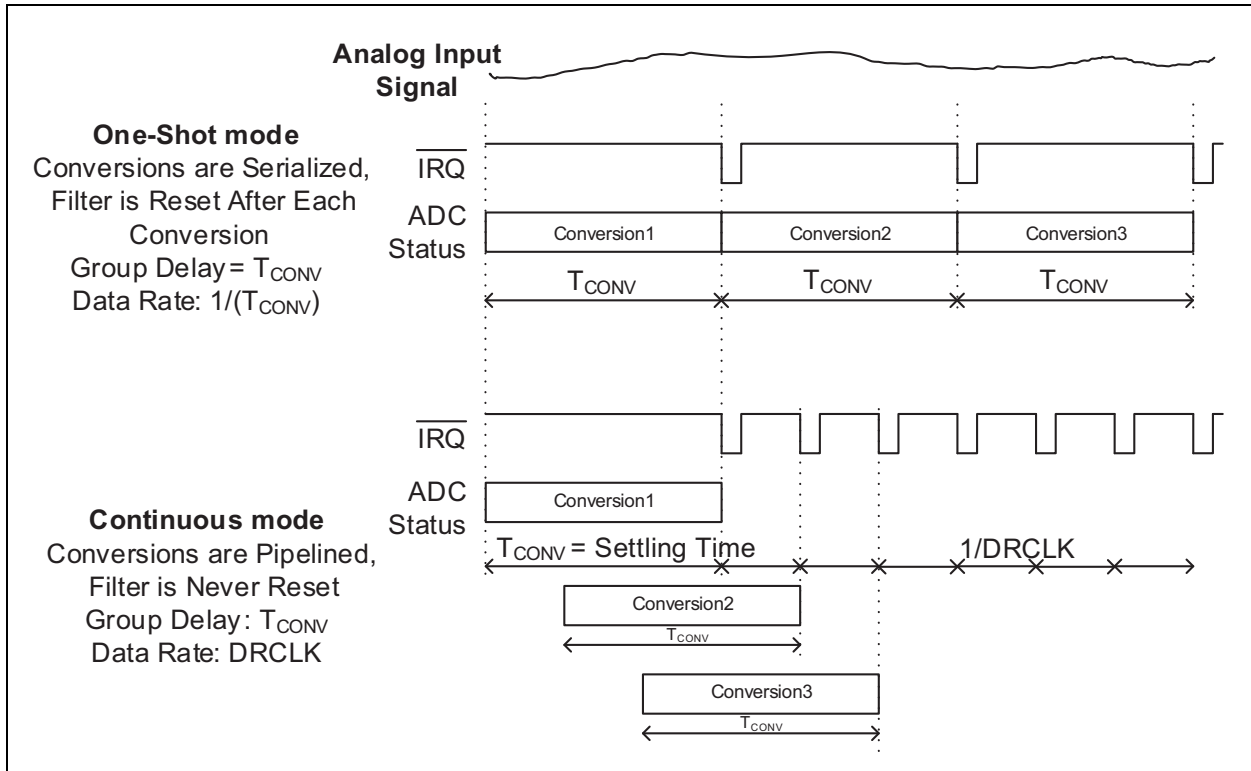 Analog Input
Signal
One-Shot mode
Conversions are Serialized,
Filter is Reset After Each
Conversion
Group Delay = TCONV
Data Rate: 1/(TCONV)
IRQ
ADC
Status
Conversion1
Conversion2
Conversion3
TCONV
TCONV
TCONV
IRQ
ADC
Status
Conversion1
Continuous mode
Conversions are Pipelined,
Filter is Never Reset
Group Delay: TCONV
Data Rate: DRCLK
TCONV = Settling Time
1/DRCLK
Conversion2
TCONV
Conversion3
TCONV